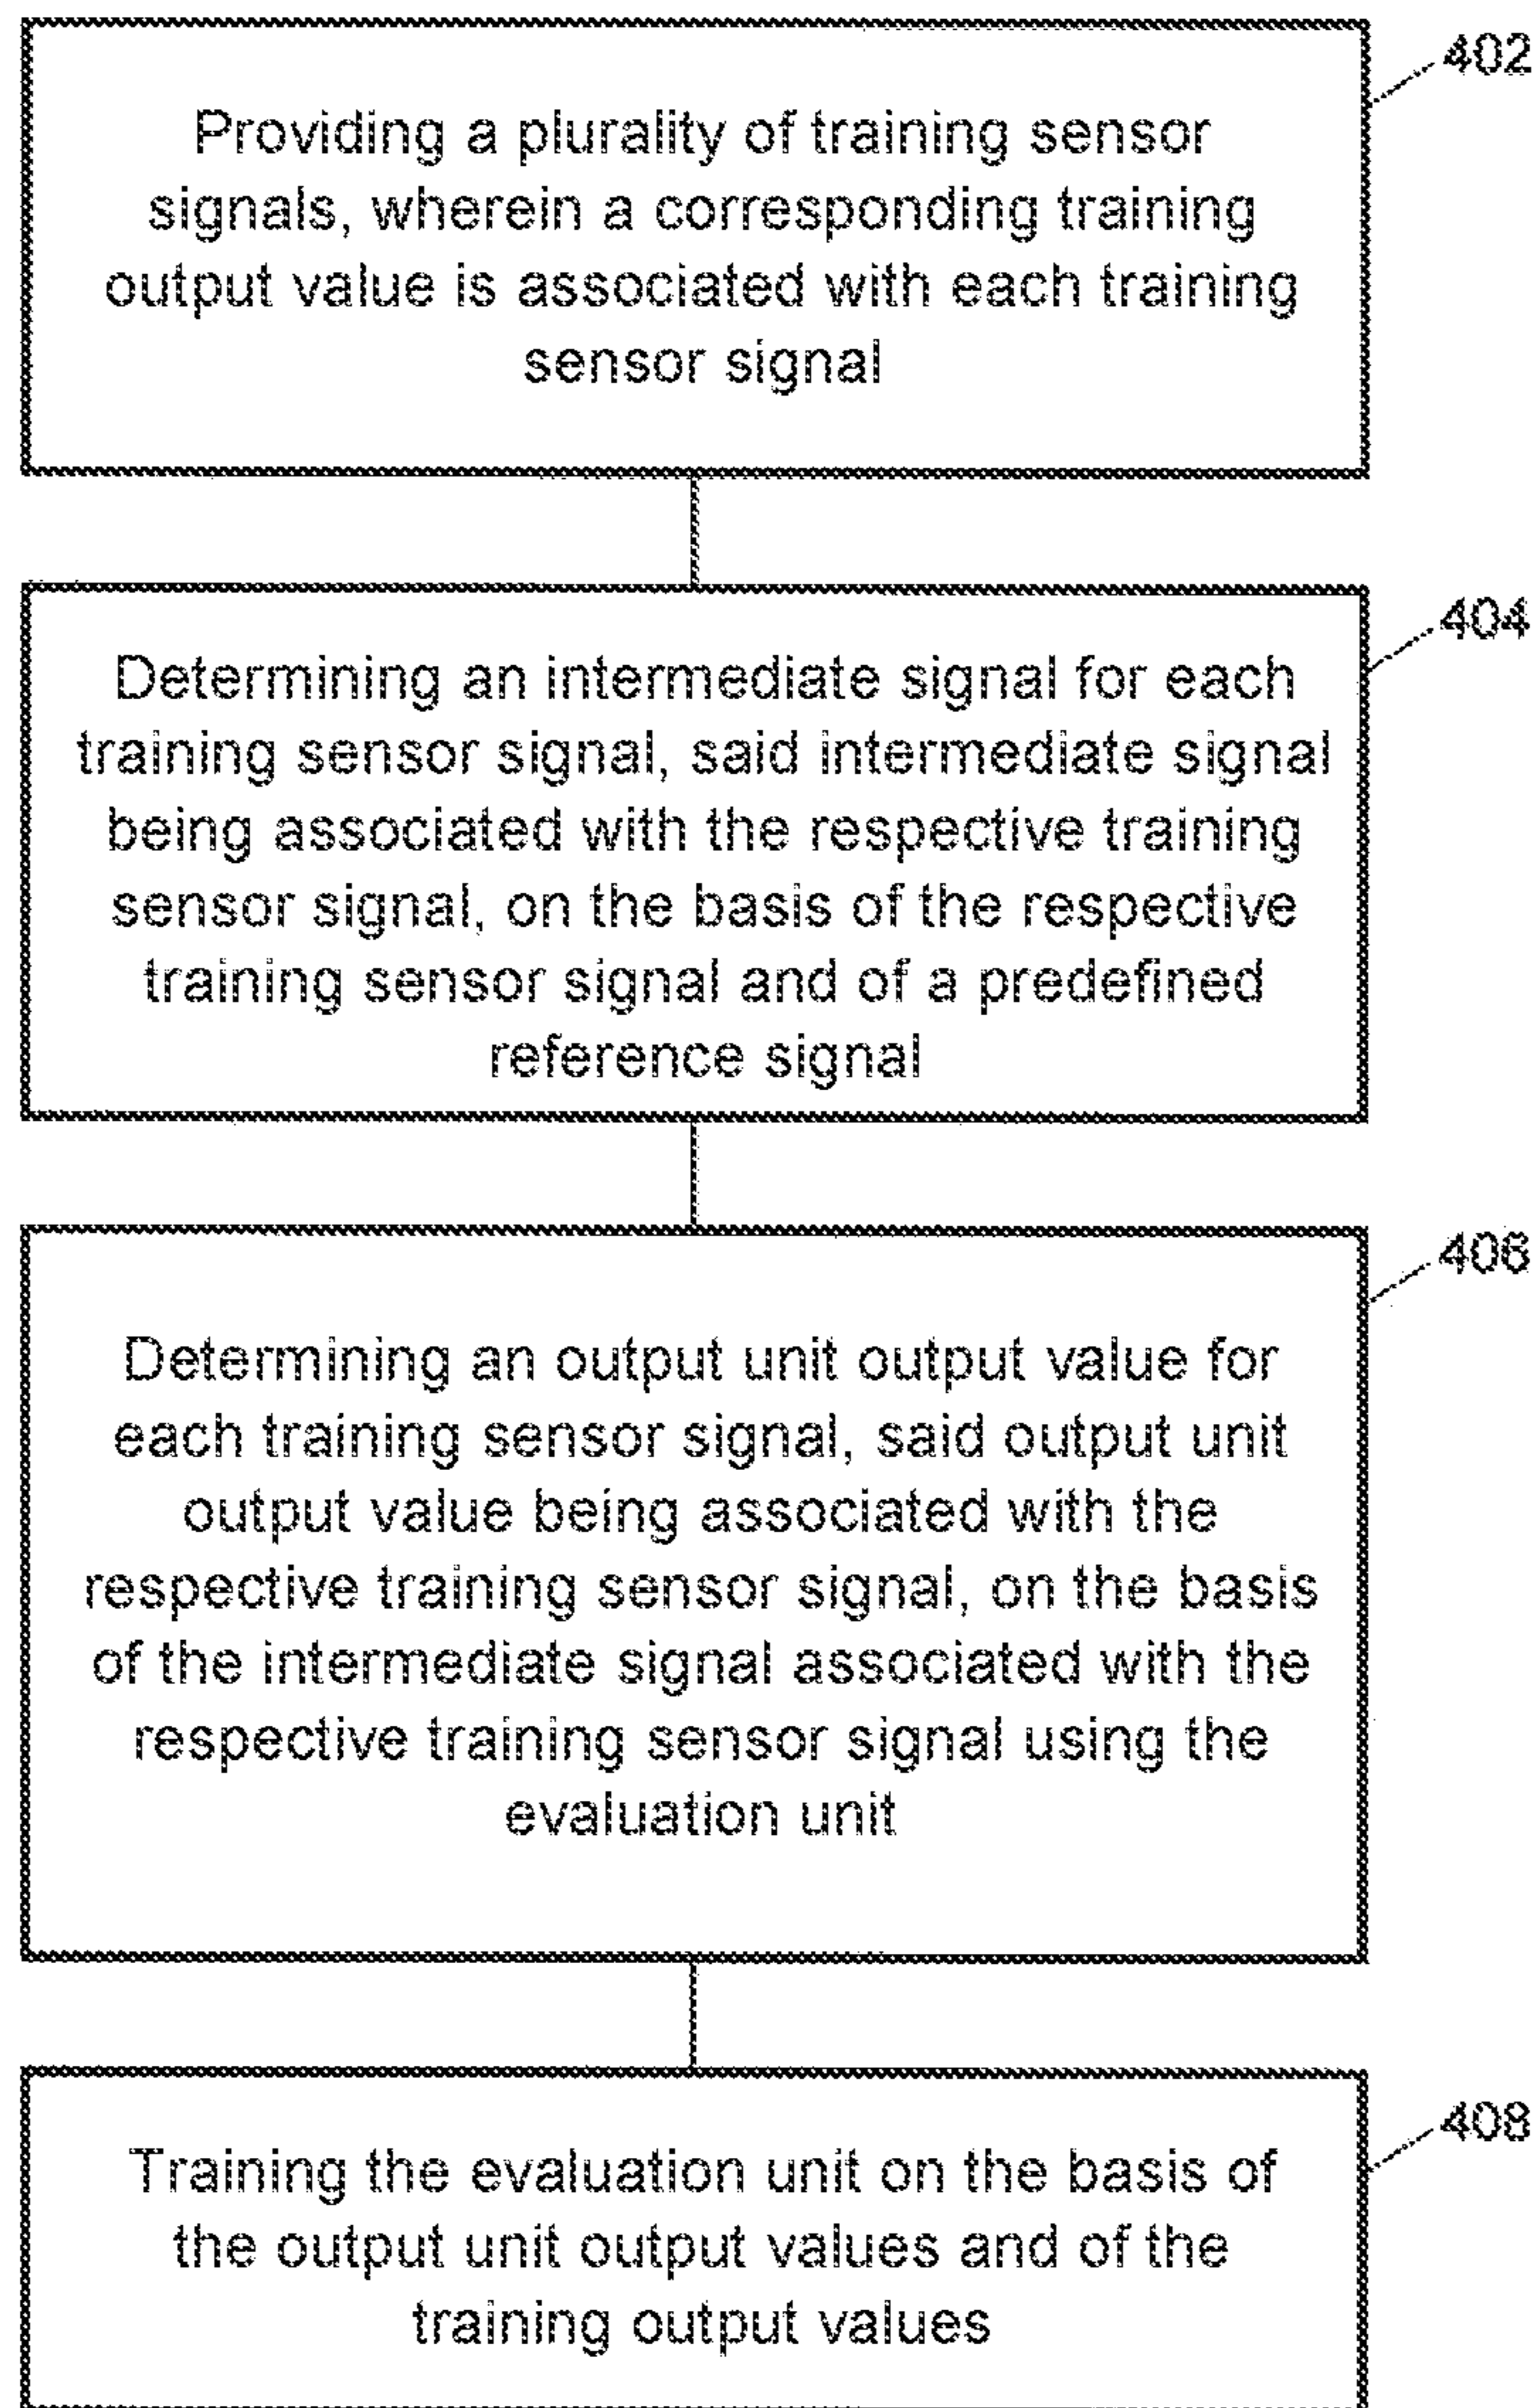 402
Providing a plurality of training sensor
signals, wherein a corresponding training
output value is associated with each training
sensor signal
404
Determining an intermediate signal for each
training sensor signal, said intermediate signal
being associated with the respective training
sensor signal, on the basis of the respective
training sensor signal and of a predefined
reference signal
406
Determining an output unit output value for
each training sensor signal, said output unit
output value being associated with the
respective training sensor signal, on the basis
of the intermediate signal associated with the
respective training sensor signal using the
evaluation unit
408
Training the evaluation unit on the basis of
the output unit output values and of the
training output values